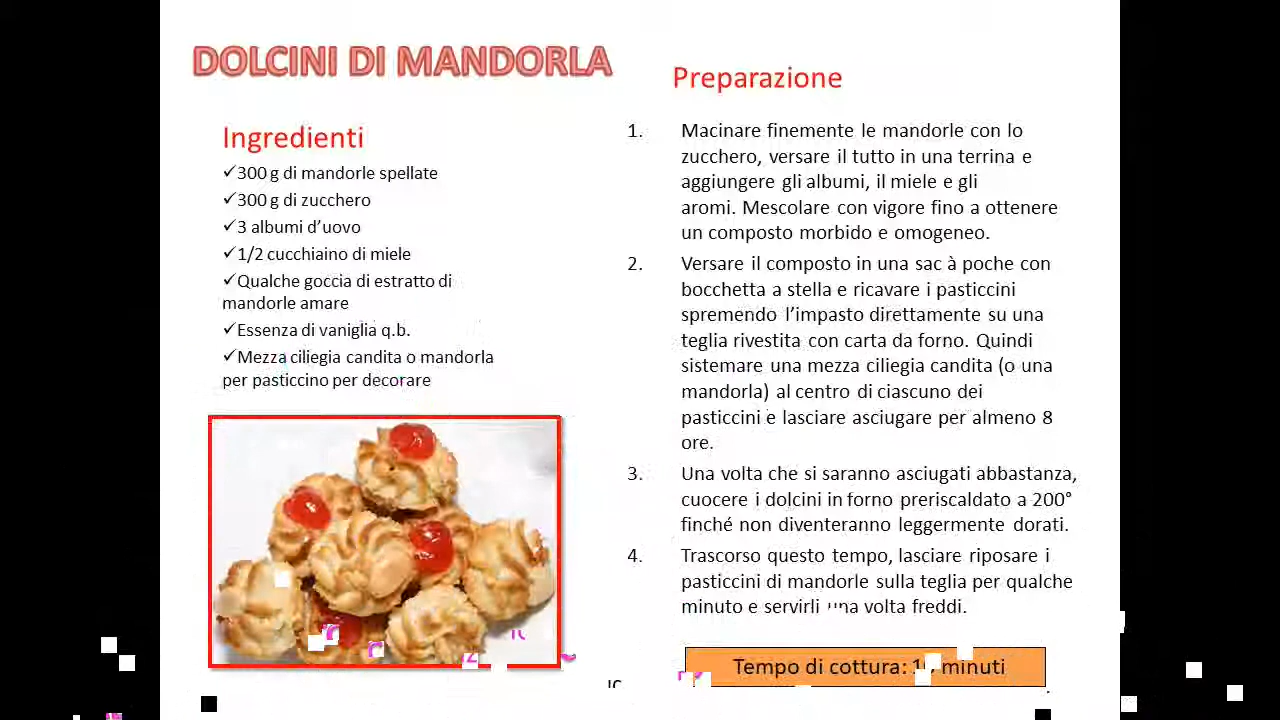 DOLCINI DI MANDORLA
Ingredienti
✓300 g di mandorle spellate
✓300 g di zucchero
✓3 albumi d’uovo
✓1/2 cucchiaino di miele
✓Qualche goccia di estratto di
mandorle amare
✓Essenza di vaniglia q.b.
✓Mezza ciliegia candita o mandorla
per pasticcino per decorare
Preparazione
1. Macinare finemente le mandorle con lo
zucchero, versare il tutto in una terrina e
aggiungere gli albumi, il miele e gli
aromi. Mescolare con vigore fino a ottenere
un composto morbido e omogeneo.
2. Versare il composto in una sac à poche con
bocchetta a stella e ricavare i pasticcini
spremendo l’impasto direttamente su una
teglia rivestita con carta da forno. Quindi
sistemare una mezza ciliegia candita (o una
mandorla) al centro di ciascuno dei
pasticcini e lasciare asciugare per almeno 8
ore.
3. Una volta che si saranno asciugati abbastanza,
cuocere i dolcini in forno preriscaldato a 200°
finché non diventeranno leggermente dorati.
4. Trascorso questo tempo, lasciare riposare i
pasticcini di mandorle sulla teglia per qualche
minuto e servirli una volta freddi.
Tempo di cottura: minuti